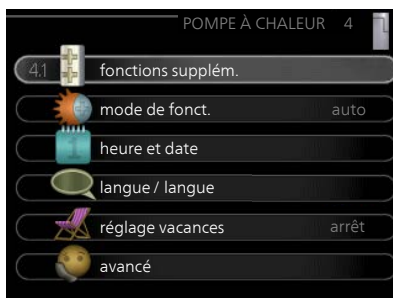 POMPE À CHALEUR 4
4.1 fonctions supplém.
mode de fonct. auto
heure et date
langue / langue
réglage vacances arrêt
avancé